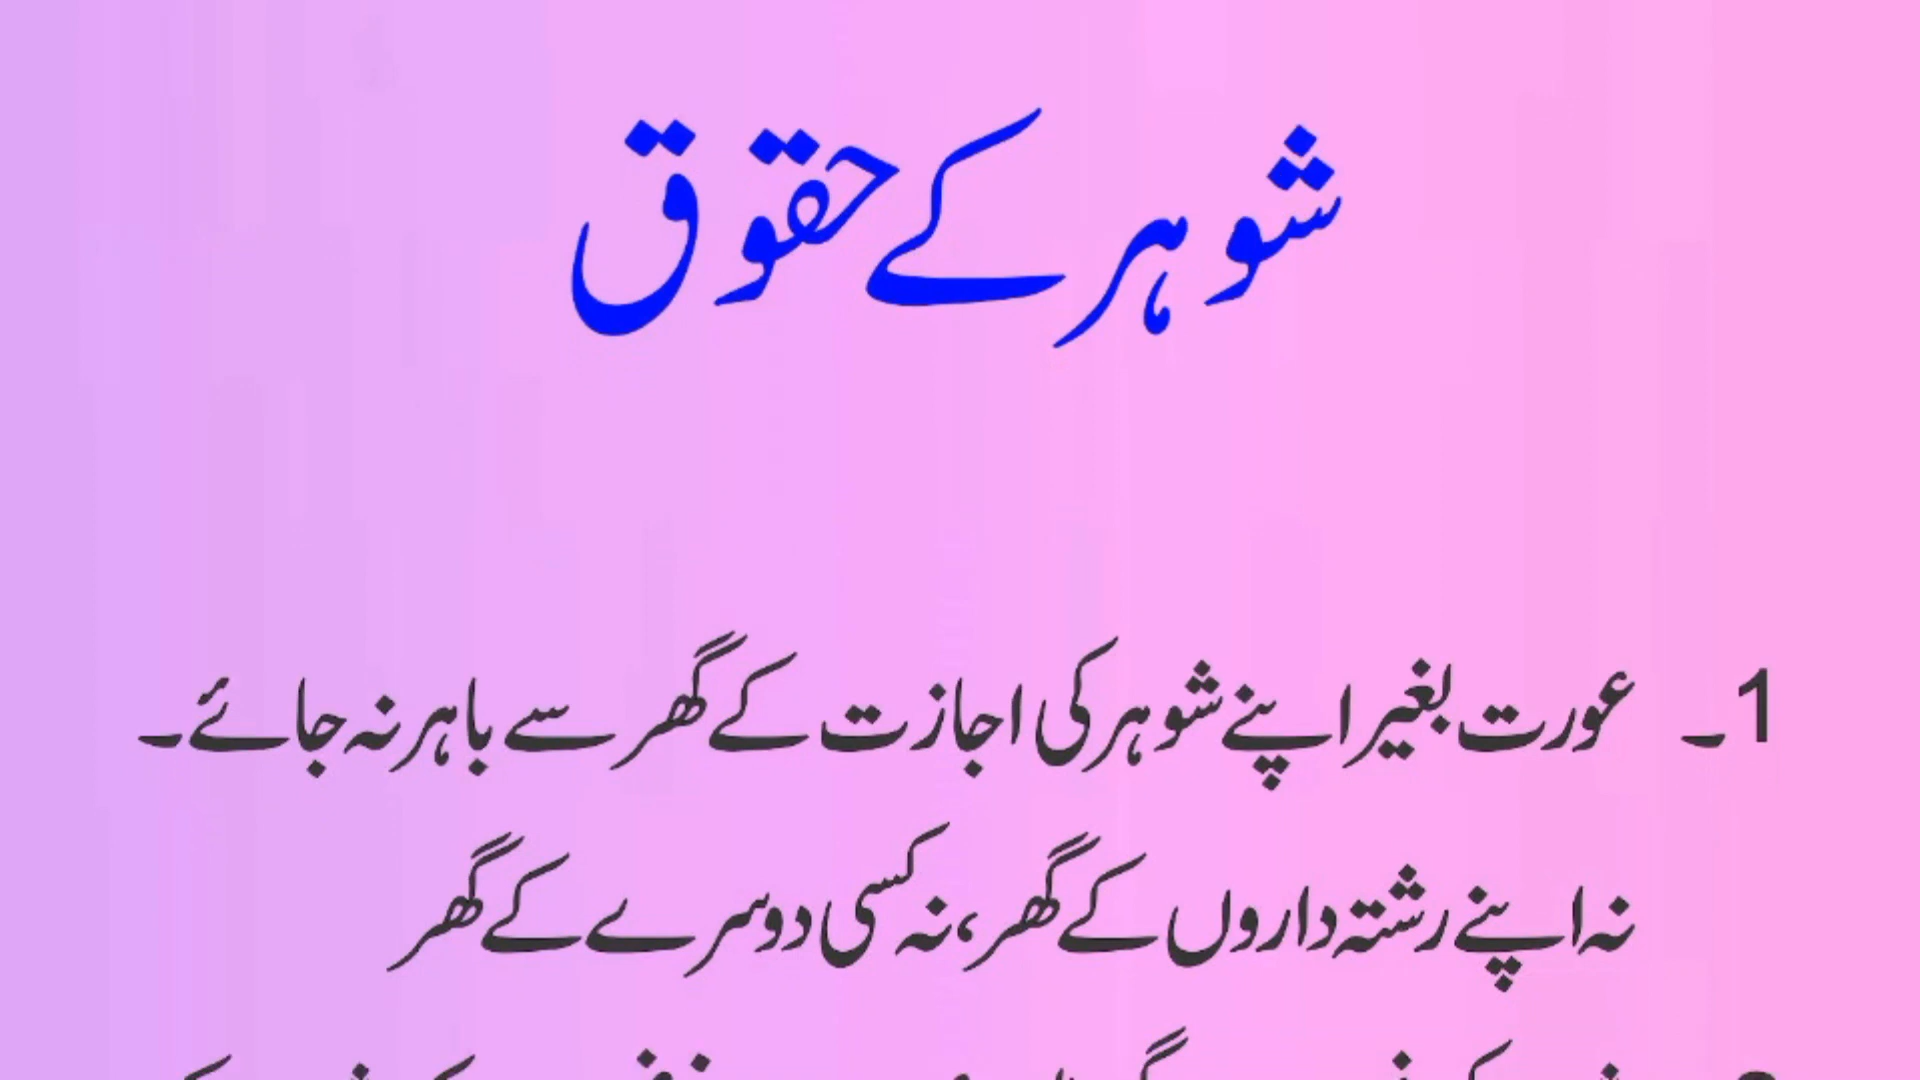 شوہر کے حقوق
1۔ عورت بغیر اپنے شوہر کی اجازت کے گھر سے باہر نہ جائے۔
نہ اپنے رشتہ داروں کے گھر، نہ کسی دوسرے کے گھر